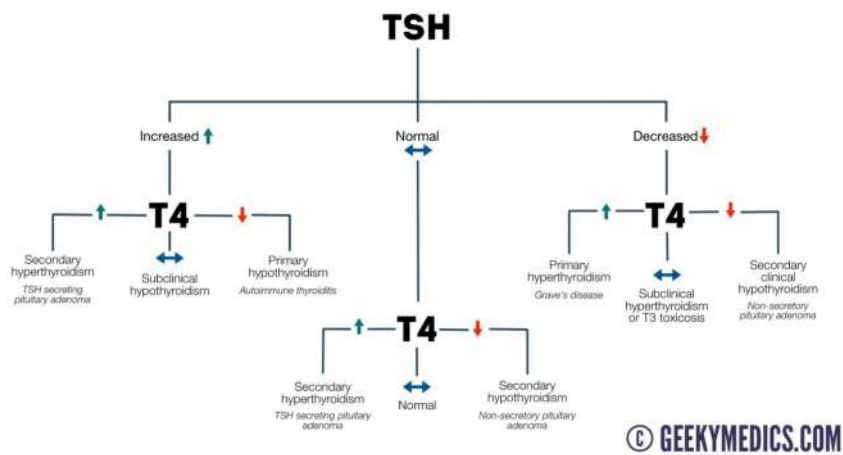 TSH
Increased
Normal
Decreased
T4
Secondary
hyperthyroidism
TSH secreting
pituitary adenoma
Subclinical
hypothyroidism
Primary
hypothyroidism
Autoimmune thyroiditis
T4
Primary
hyperthyroidism
Grave's disease
Subclinical
hyperthyroidism
or T3 toxicosis
Secondary
clinical
hypothyroidism
Non-secretory
pituitary adenoma
T4
Secondary
hyperthyroidism
TSH secreting pituitary
adenoma
Normal
Secondary
hypothyroidism
Non-secretory pituitary
adenoma
© GEEKYMEDICS.COM